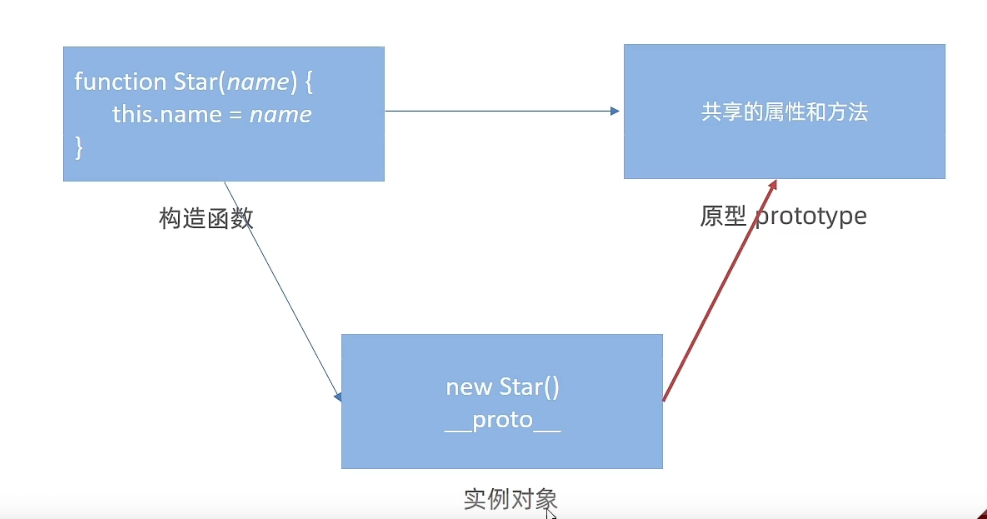 function Star(name) {
this.name = name
}
共享的属性和方法
构造函数
原型 prototype
new Star()
__proto__
实例对象